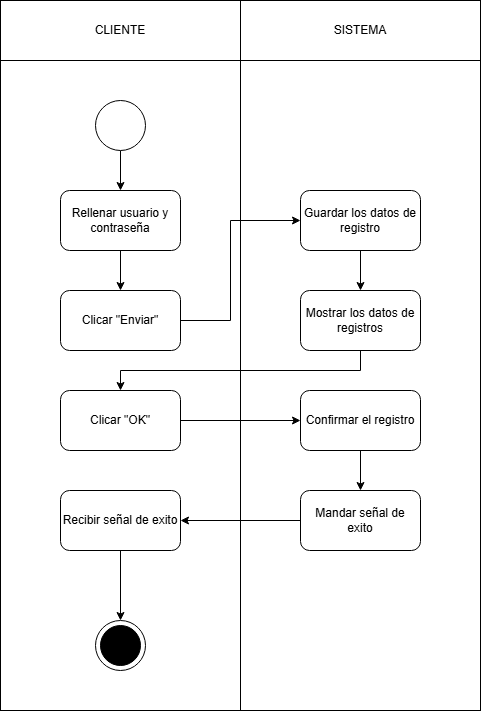 CLIENTE
SISTEMA
Rellenar usuario y
contraseña
Guardar los datos de
registro
Clicar "Enviar"
Mostrar los datos de
registros
Clicar "OK"
Confirmar el registro
Mandar señal de
exito
Recibir señal de exito